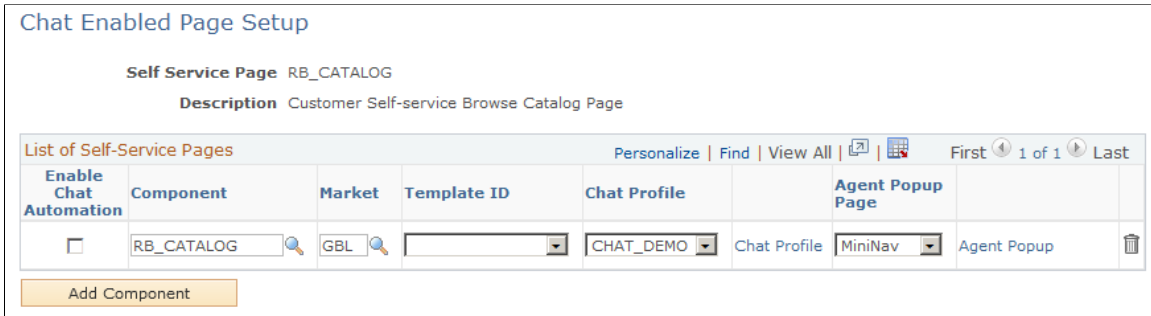 Chat Enabled Page Setup
Self Service Page RB_CATALOG
Description Customer Self-service Browse Catalog Page
List of Self-Service Pages Personalize | Find | View All | | First 1 of 1 Last
Enable Chat Automation Component Market Template ID Chat Profile Agent Popup Page
RB_CATALOG GBL CHAT_DEMO Chat Profile MiniNav Agent Popup
Add Component